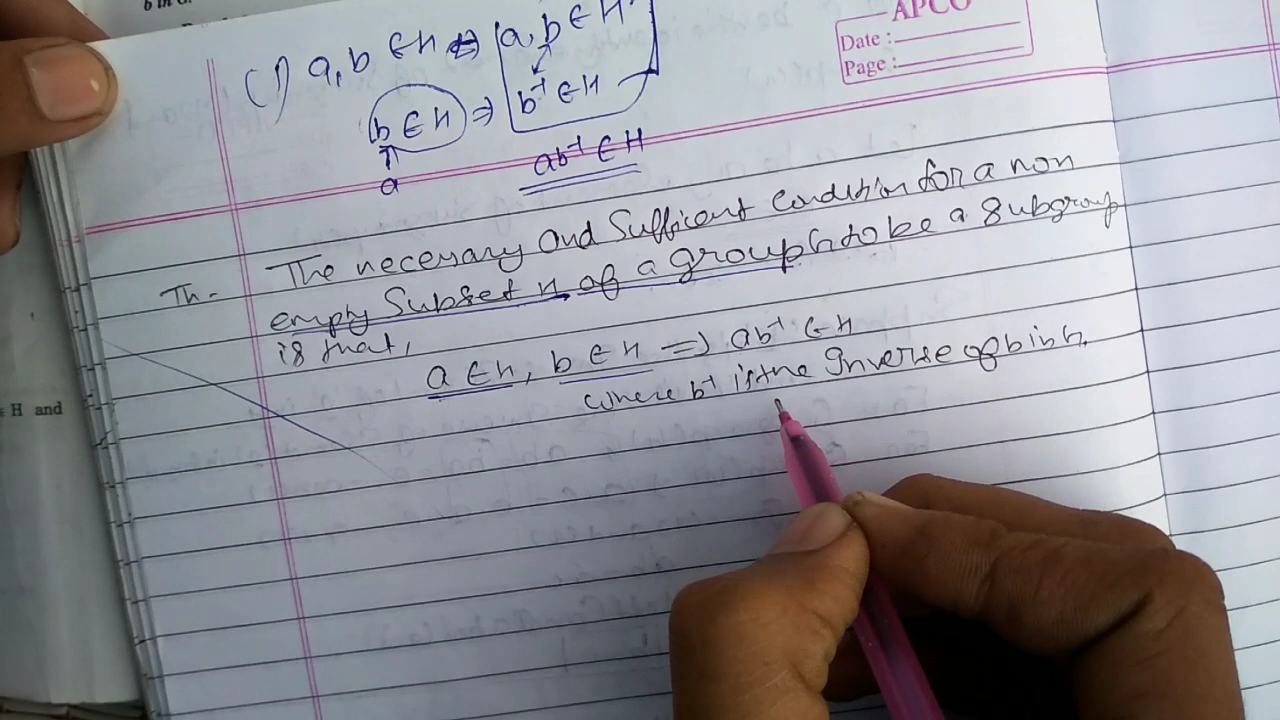 b in G.
(1) a, b ∈ H ⇔ a, b ∈ H
b ∈ H ⇒ b⁻¹ ∈ H
a
ab⁻¹ ∈ H
APCO
Date :
Page :
Th- The necessary and Sufficient Condition for a non
empty Subset H of a group G to be a Subgroup
is that,
a ∈ H, b ∈ H ⇒ ab⁻¹ ∈ H
where b⁻¹ is the Inverse of b in G.
H and